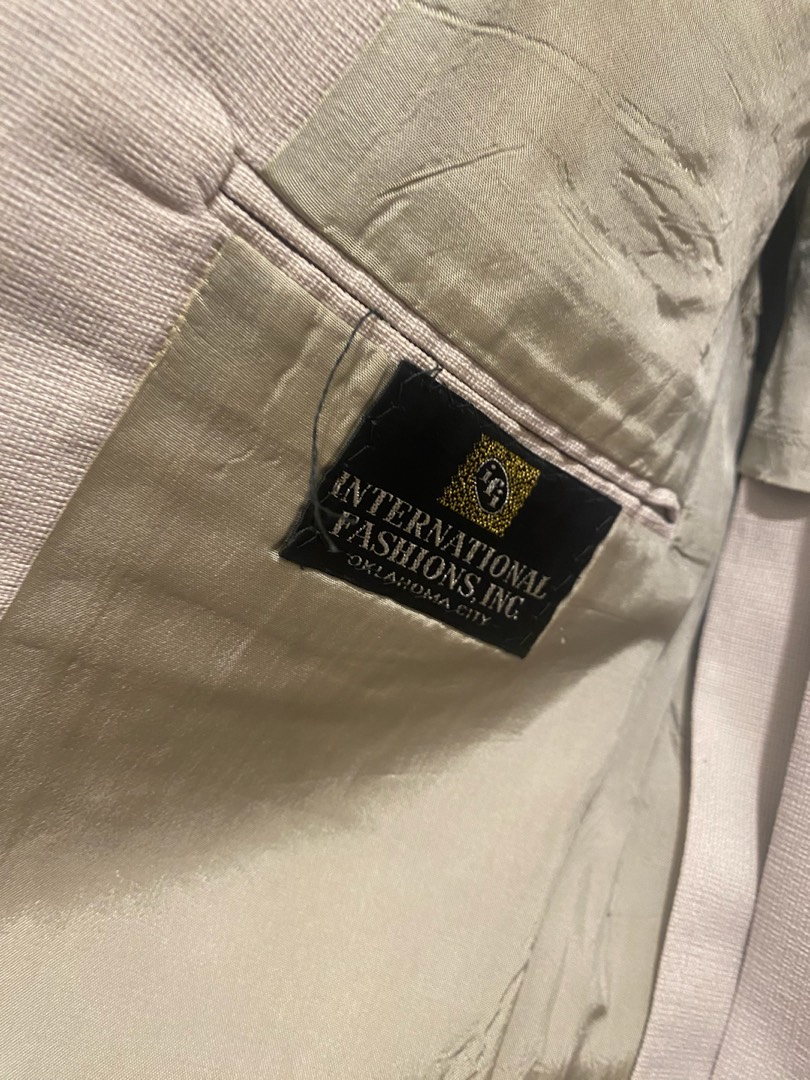 ifi
INTERNATIONAL
FASHIONS, INC.
OKLAHOMA CITY